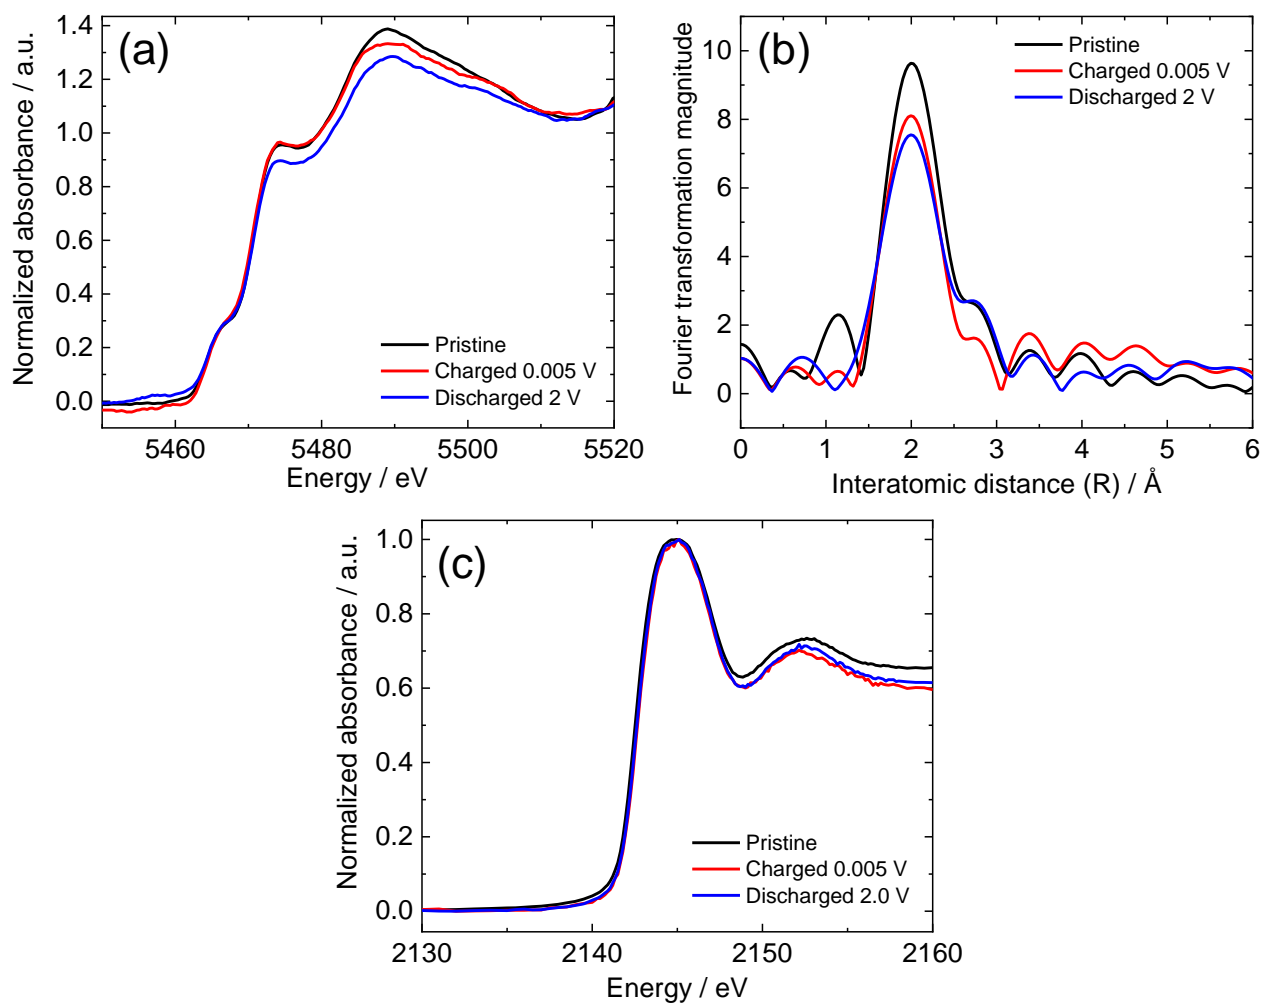 (a)
Normalized absorbance / a.u.
1.4
1.2
1.0
0.8
0.6
0.4
0.2
0.0
Pristine
Charged 0.005 V
Discharged 2 V
5460 5480 5500 5520
Energy / eV
(b)
Fourier transformation magnitude
10
8
6
4
2
0
Pristine
Charged 0.005 V
Discharged 2 V
0 1 2 3 4 5 6
Interatomic distance (R) / Å
(c)
Normalized absorbance / a.u.
1.0
0.8
0.6
0.4
0.2
0.0
Pristine
Charged 0.005 V
Discharged 2.0 V
2130 2140 2150 2160
Energy / eV